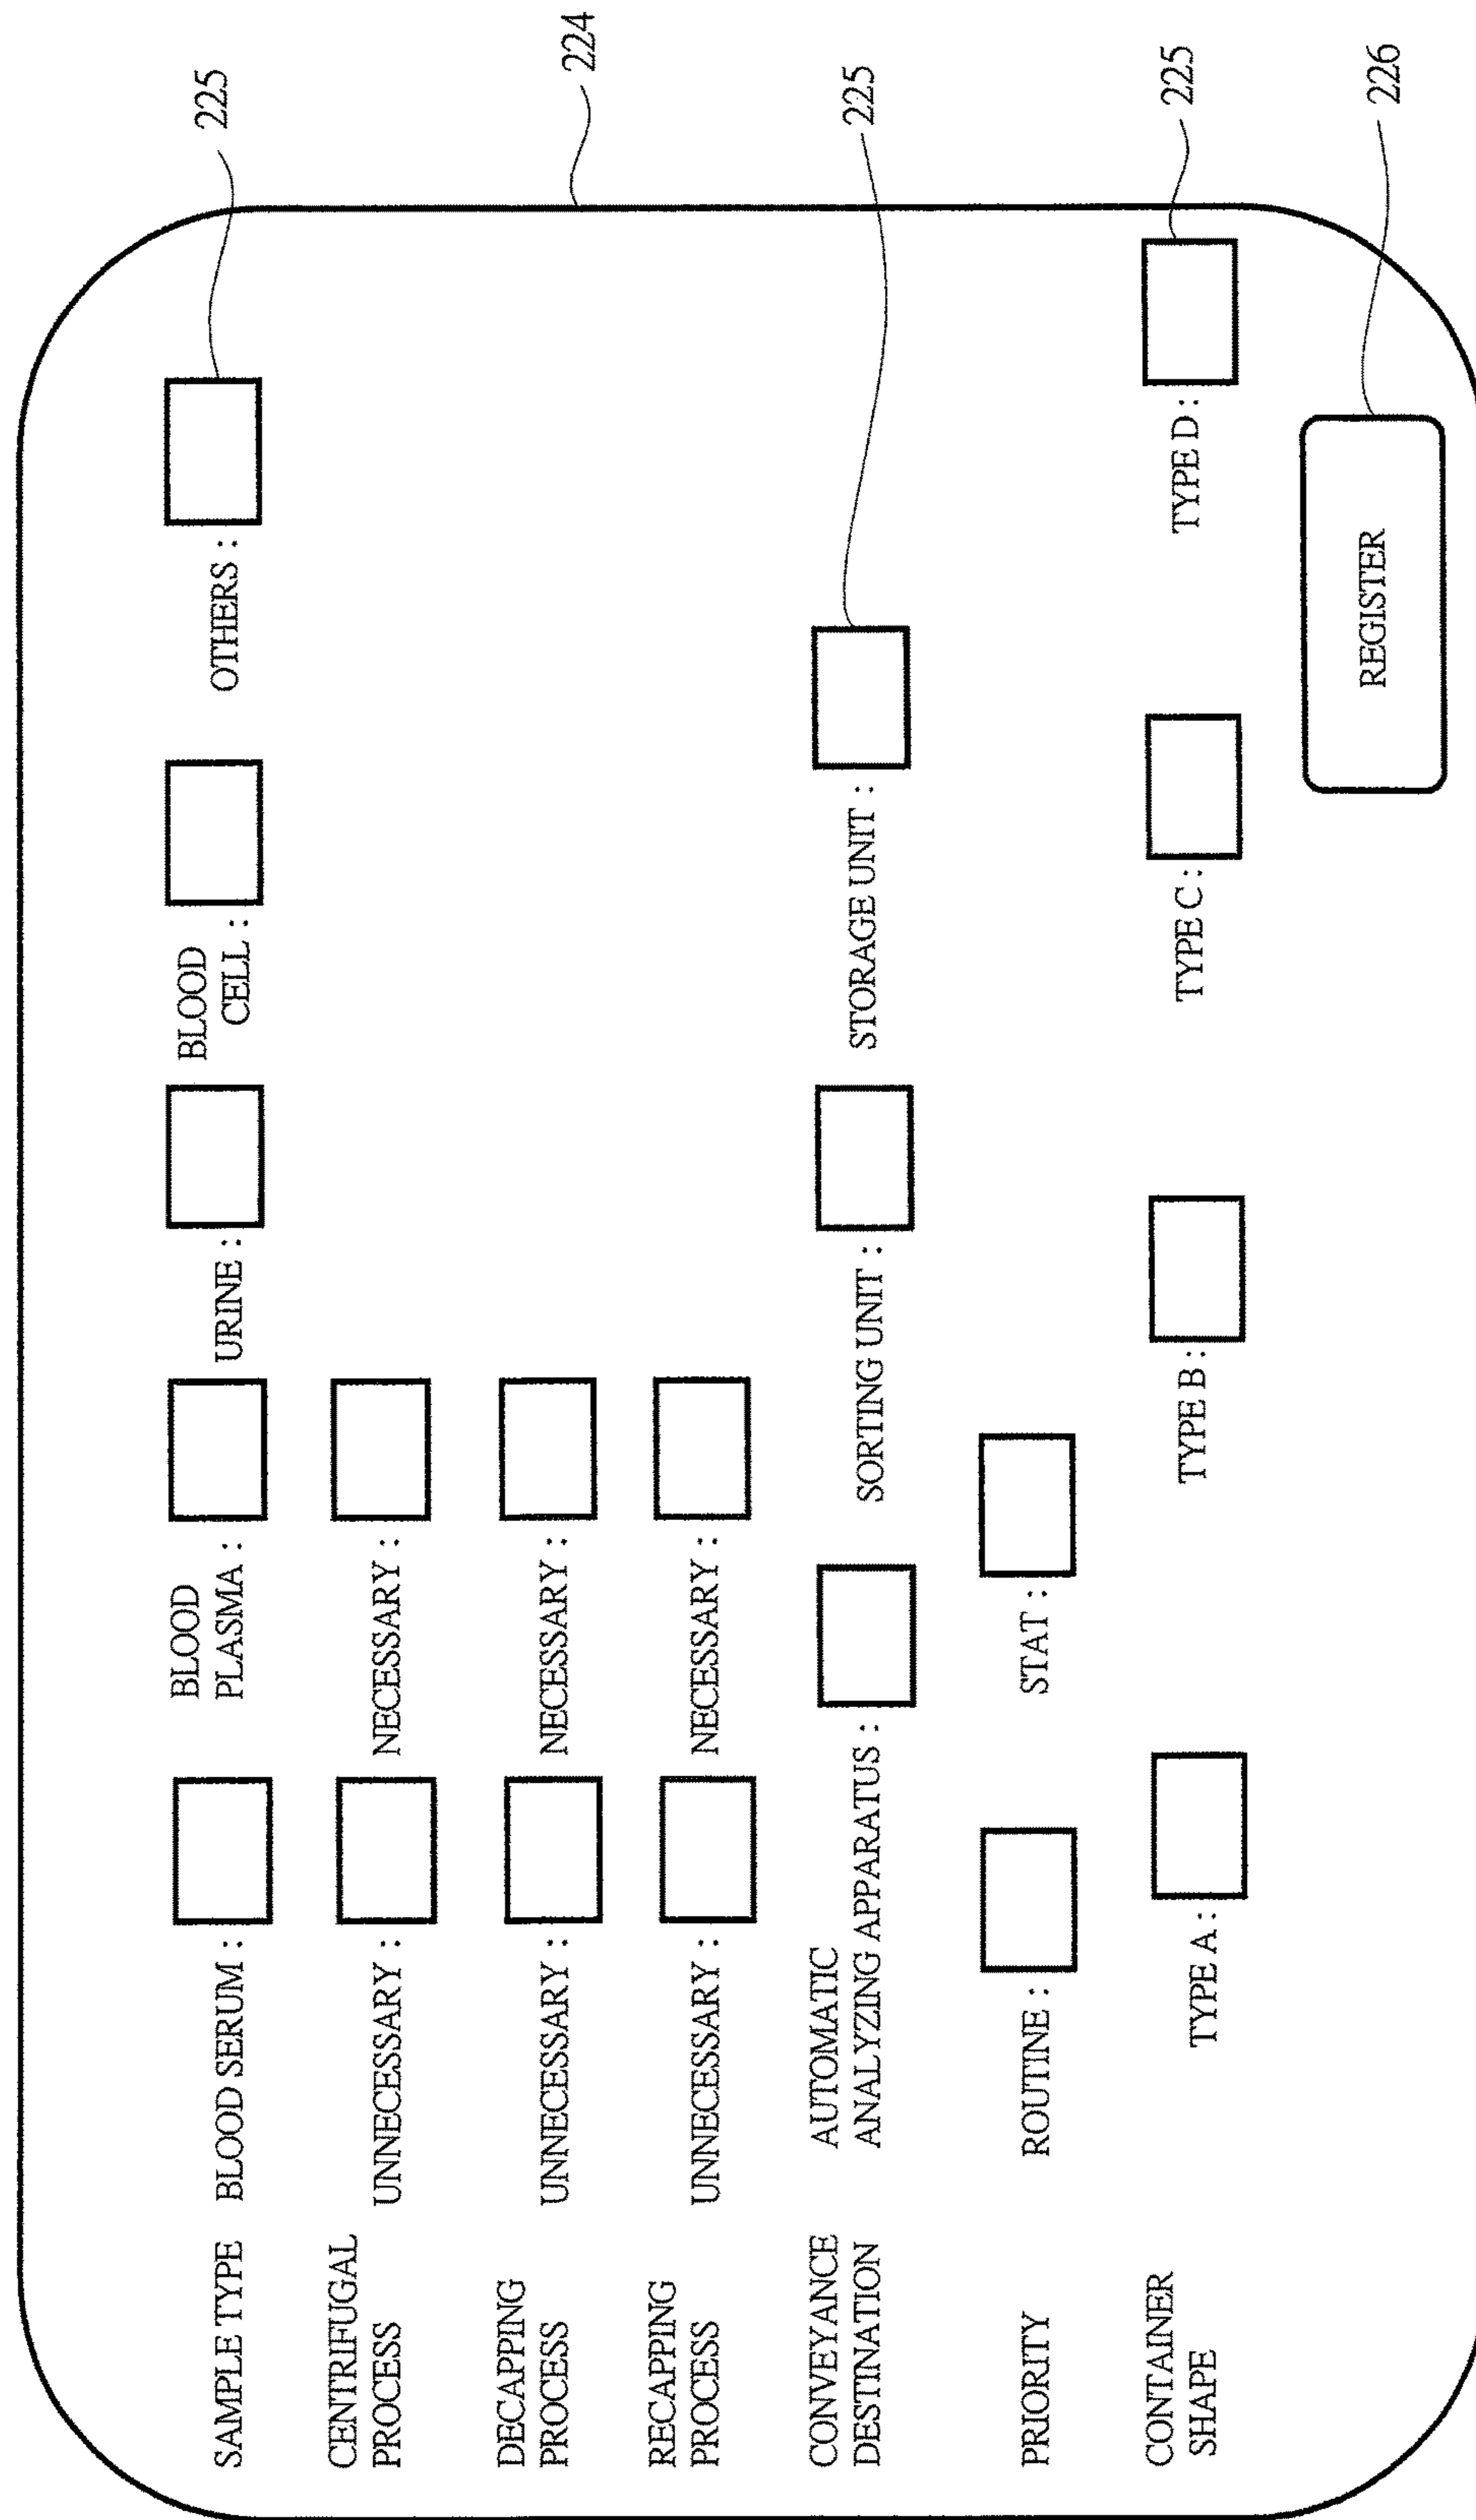 SAMPLE TYPE BLOOD SERUM : BLOOD
PLASMA : URINE : BLOOD
CELL : OTHERS : 225
CENTRIFUGAL
PROCESS UNNECESSARY : NECESSARY :
DECAPPING
PROCESS UNNECESSARY : NECESSARY :
224
RECAPPING
PROCESS UNNECESSARY : NECESSARY :
CONVEYANCE
DESTINATION AUTOMATIC
ANALYZING APPARATUS : SORTING UNIT : STORAGE UNIT : 225
PRIORITY ROUTINE : STAT :
CONTAINER
SHAPE TYPE A : TYPE B : TYPE C : TYPE D : 225
REGISTER 226